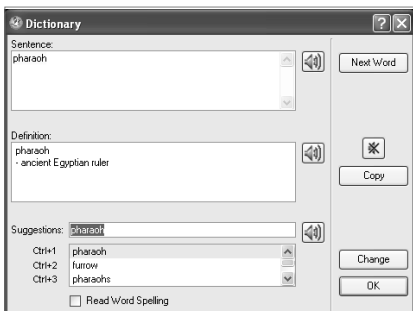 Dictionary
Sentence:
pharaoh
Next Word
Definition:
pharaoh
- ancient Egyptian ruler
Copy
Suggestions: pharaoh
Ctrl+1 pharaoh
Ctrl+2 furrow
Ctrl+3 pharaohs
Change
OK
Read Word Spelling